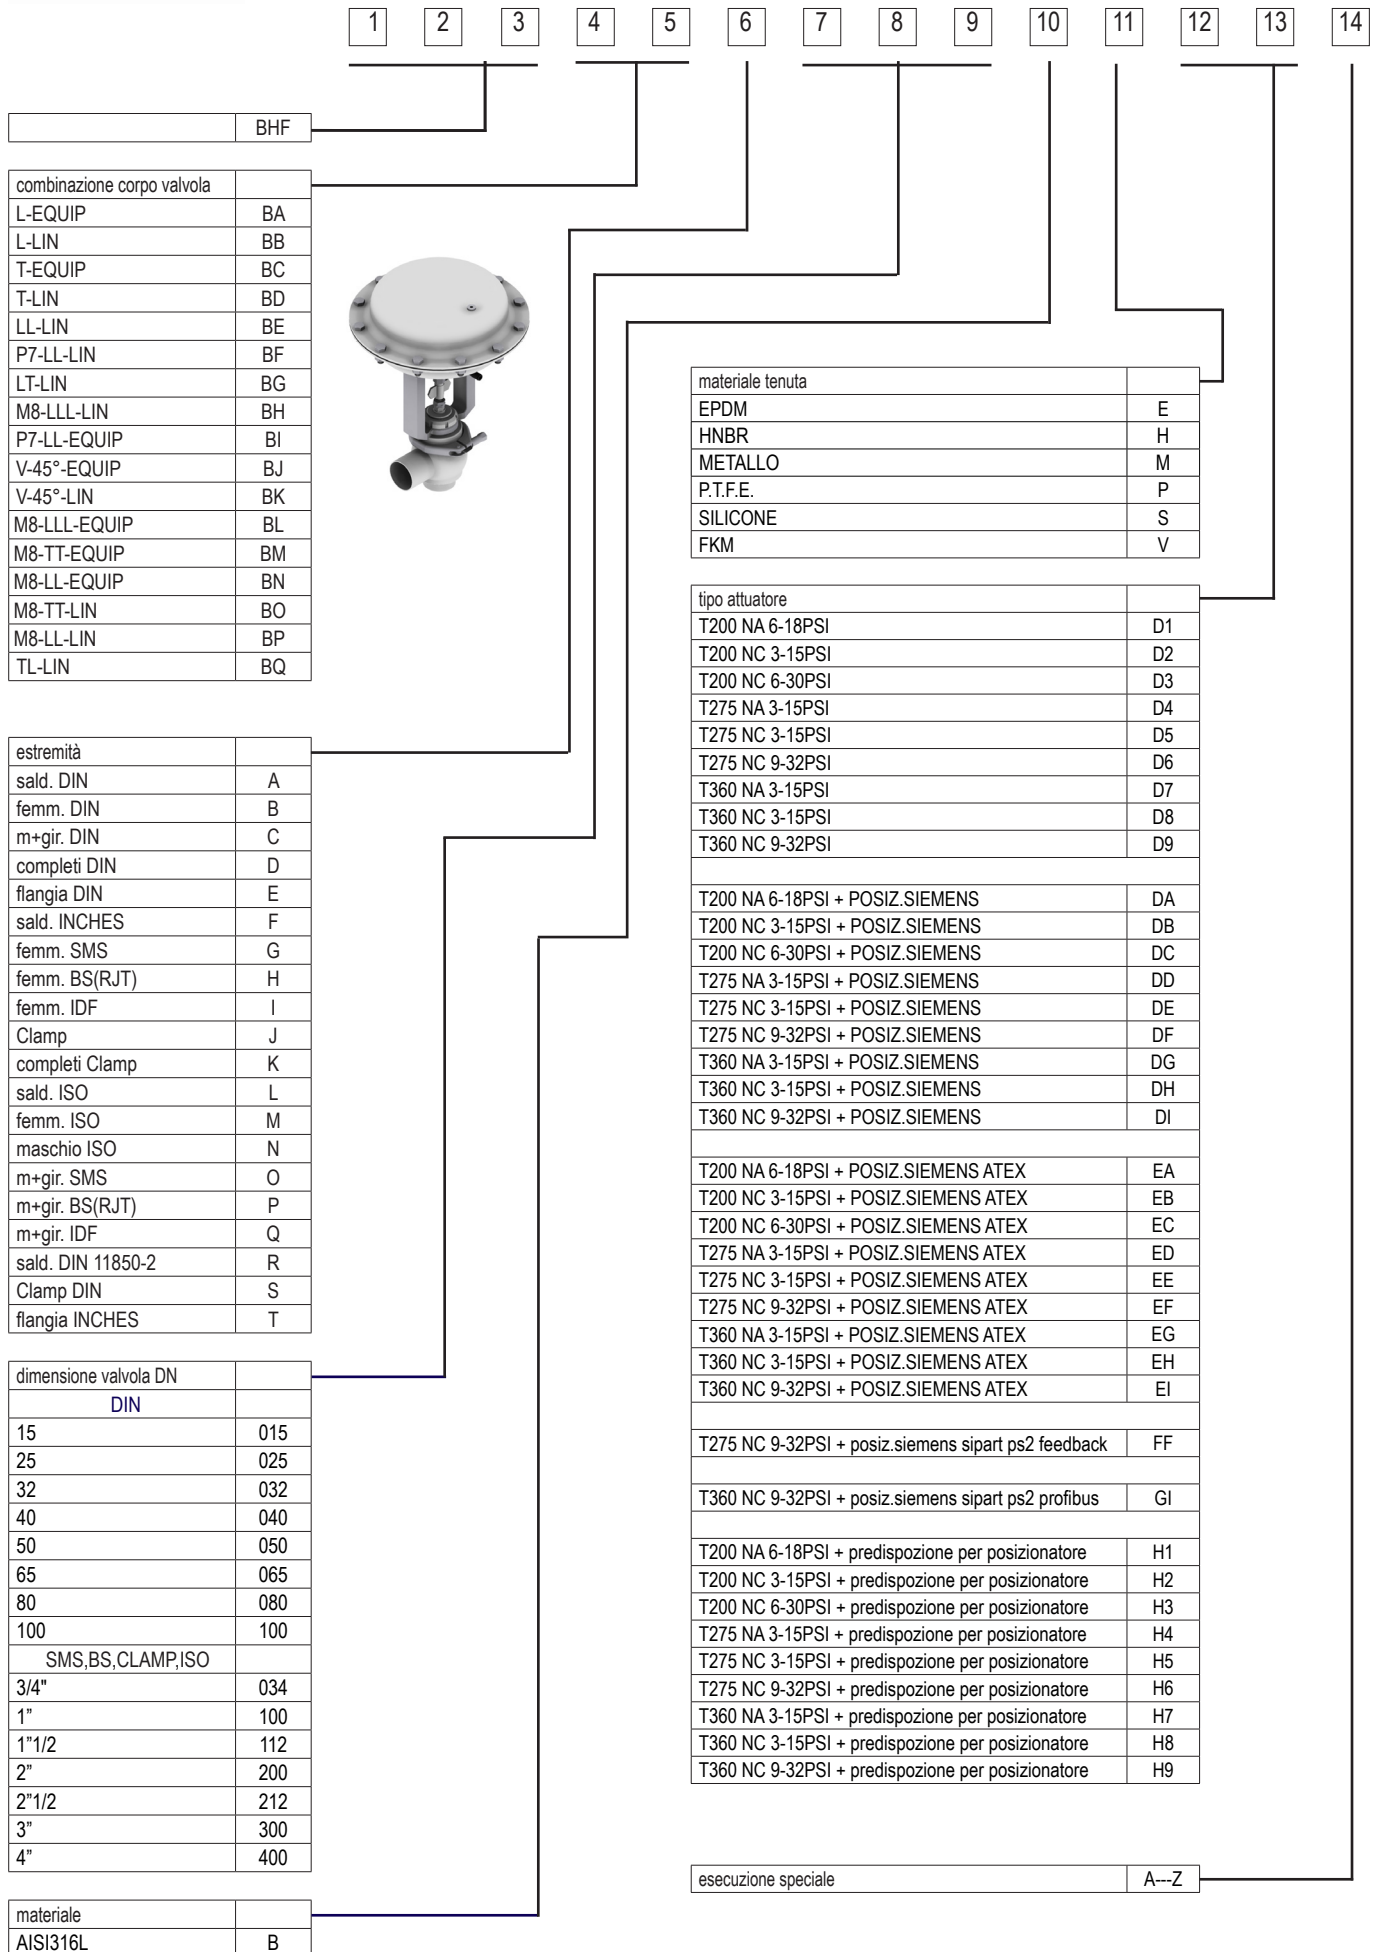 1 2 3 4 5 6 7 8 9 10 11 12 13 14
BHF
combinazione corpo valvola
L-EQUIP BA
L-LIN BB
T-EQUIP BC
T-LIN BD
LL-LIN BE
P7-LL-LIN BF
LT-LIN BG
M8-LLL-LIN BH
P7-LL-EQUIP BI
V-45°-EQUIP BJ
V-45°-LIN BK
M8-LLL-EQUIP BL
M8-TT-EQUIP BM
M8-LL-EQUIP BN
M8-TT-LIN BO
M8-LL-LIN BP
TL-LIN BQ
estremità
sald. DIN A
femm. DIN B
m+gir. DIN C
completi DIN D
flangia DIN E
sald. INCHES F
femm. SMS G
femm. BS(RJT) H
femm. IDF I
Clamp J
completi Clamp K
sald. ISO L
femm. ISO M
maschio ISO N
m+gir. SMS O
m+gir. BS(RJT) P
m+gir. IDF Q
sald. DIN 11850-2 R
Clamp DIN S
flangia INCHES T
dimensione valvola DN
DIN
15 015
25 025
32 032
40 040
50 050
65 065
80 080
100 100
SMS,BS,CLAMP,ISO
3/4" 034
1” 100
1”1/2 112
2” 200
2”1/2 212
3” 300
4” 400
materiale
AISI316L B
materiale tenuta
EPDM E
HNBR H
METALLO M
P.T.F.E. P
SILICONE S
FKM V
tipo attuatore
T200 NA 6-18PSI D1
T200 NC 3-15PSI D2
T200 NC 6-30PSI D3
T275 NA 3-15PSI D4
T275 NC 3-15PSI D5
T275 NC 9-32PSI D6
T360 NA 3-15PSI D7
T360 NC 3-15PSI D8
T360 NC 9-32PSI D9
T200 NA 6-18PSI + POSIZ.SIEMENS DA
T200 NC 3-15PSI + POSIZ.SIEMENS DB
T200 NC 6-30PSI + POSIZ.SIEMENS DC
T275 NA 3-15PSI + POSIZ.SIEMENS DD
T275 NC 3-15PSI + POSIZ.SIEMENS DE
T275 NC 9-32PSI + POSIZ.SIEMENS DF
T360 NA 3-15PSI + POSIZ.SIEMENS DG
T360 NC 3-15PSI + POSIZ.SIEMENS DH
T360 NC 9-32PSI + POSIZ.SIEMENS DI
T200 NA 6-18PSI + POSIZ.SIEMENS ATEX EA
T200 NC 3-15PSI + POSIZ.SIEMENS ATEX EB
T200 NC 6-30PSI + POSIZ.SIEMENS ATEX EC
T275 NA 3-15PSI + POSIZ.SIEMENS ATEX ED
T275 NC 3-15PSI + POSIZ.SIEMENS ATEX EE
T275 NC 9-32PSI + POSIZ.SIEMENS ATEX EF
T360 NA 3-15PSI + POSIZ.SIEMENS ATEX EG
T360 NC 3-15PSI + POSIZ.SIEMENS ATEX EH
T360 NC 9-32PSI + POSIZ.SIEMENS ATEX EI
T275 NC 9-32PSI + posiz.siemens sipart ps2 feedback FF
T360 NC 9-32PSI + posiz.siemens sipart ps2 profibus GI
T200 NA 6-18PSI + predispozione per posizionatore H1
T200 NC 3-15PSI + predispozione per posizionatore H2
T200 NC 6-30PSI + predispozione per posizionatore H3
T275 NA 3-15PSI + predispozione per posizionatore H4
T275 NC 3-15PSI + predispozione per posizionatore H5
T275 NC 9-32PSI + predispozione per posizionatore H6
T360 NA 3-15PSI + predispozione per posizionatore H7
T360 NC 3-15PSI + predispozione per posizionatore H8
T360 NC 9-32PSI + predispozione per posizionatore H9
esecuzione speciale A---Z